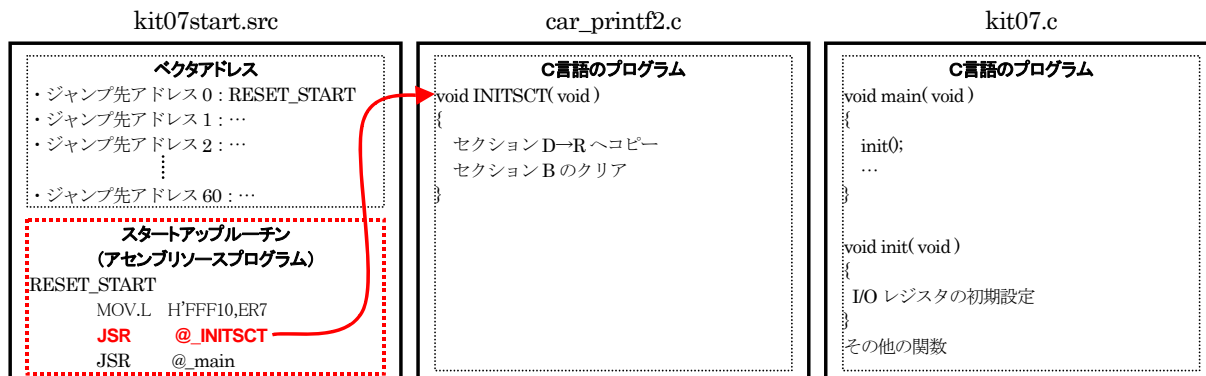 kit07start.src
ベクタアドレス
・ジャンプ先アドレス 0 : RESET_START
・ジャンプ先アドレス 1 : …
・ジャンプ先アドレス 2 : …
⋮
・ジャンプ先アドレス 60 : …
スタートアップルーチン
(アセンブリソースプログラム)
RESET_START
MOV.L H'FFF10,ER7
JSR @_INITSCT
JSR @_main
car_printf2.c
C言語のプログラム
void INITSCT( void )
{
セクション D→R へコピー
セクション B のクリア
}
kit07.c
C言語のプログラム
void main( void )
{
init();
…
}
void init( void )
{
I/O レジスタの初期設定
}
その他の関数